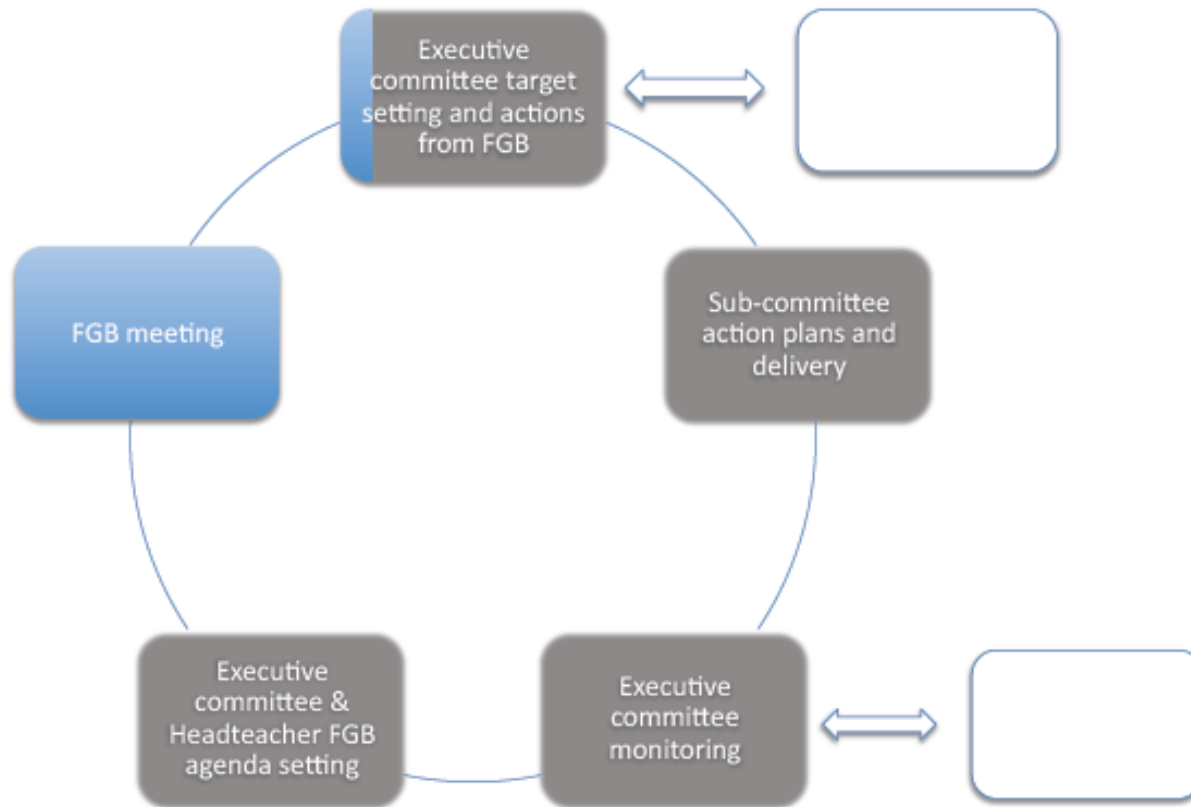 Executive
committee target
setting and actions
from FGB
FGB meeting
Sub-committee
action plans and
delivery
Executive
committee &
Headteacher FGB
agenda setting
Executive
committee
monitoring